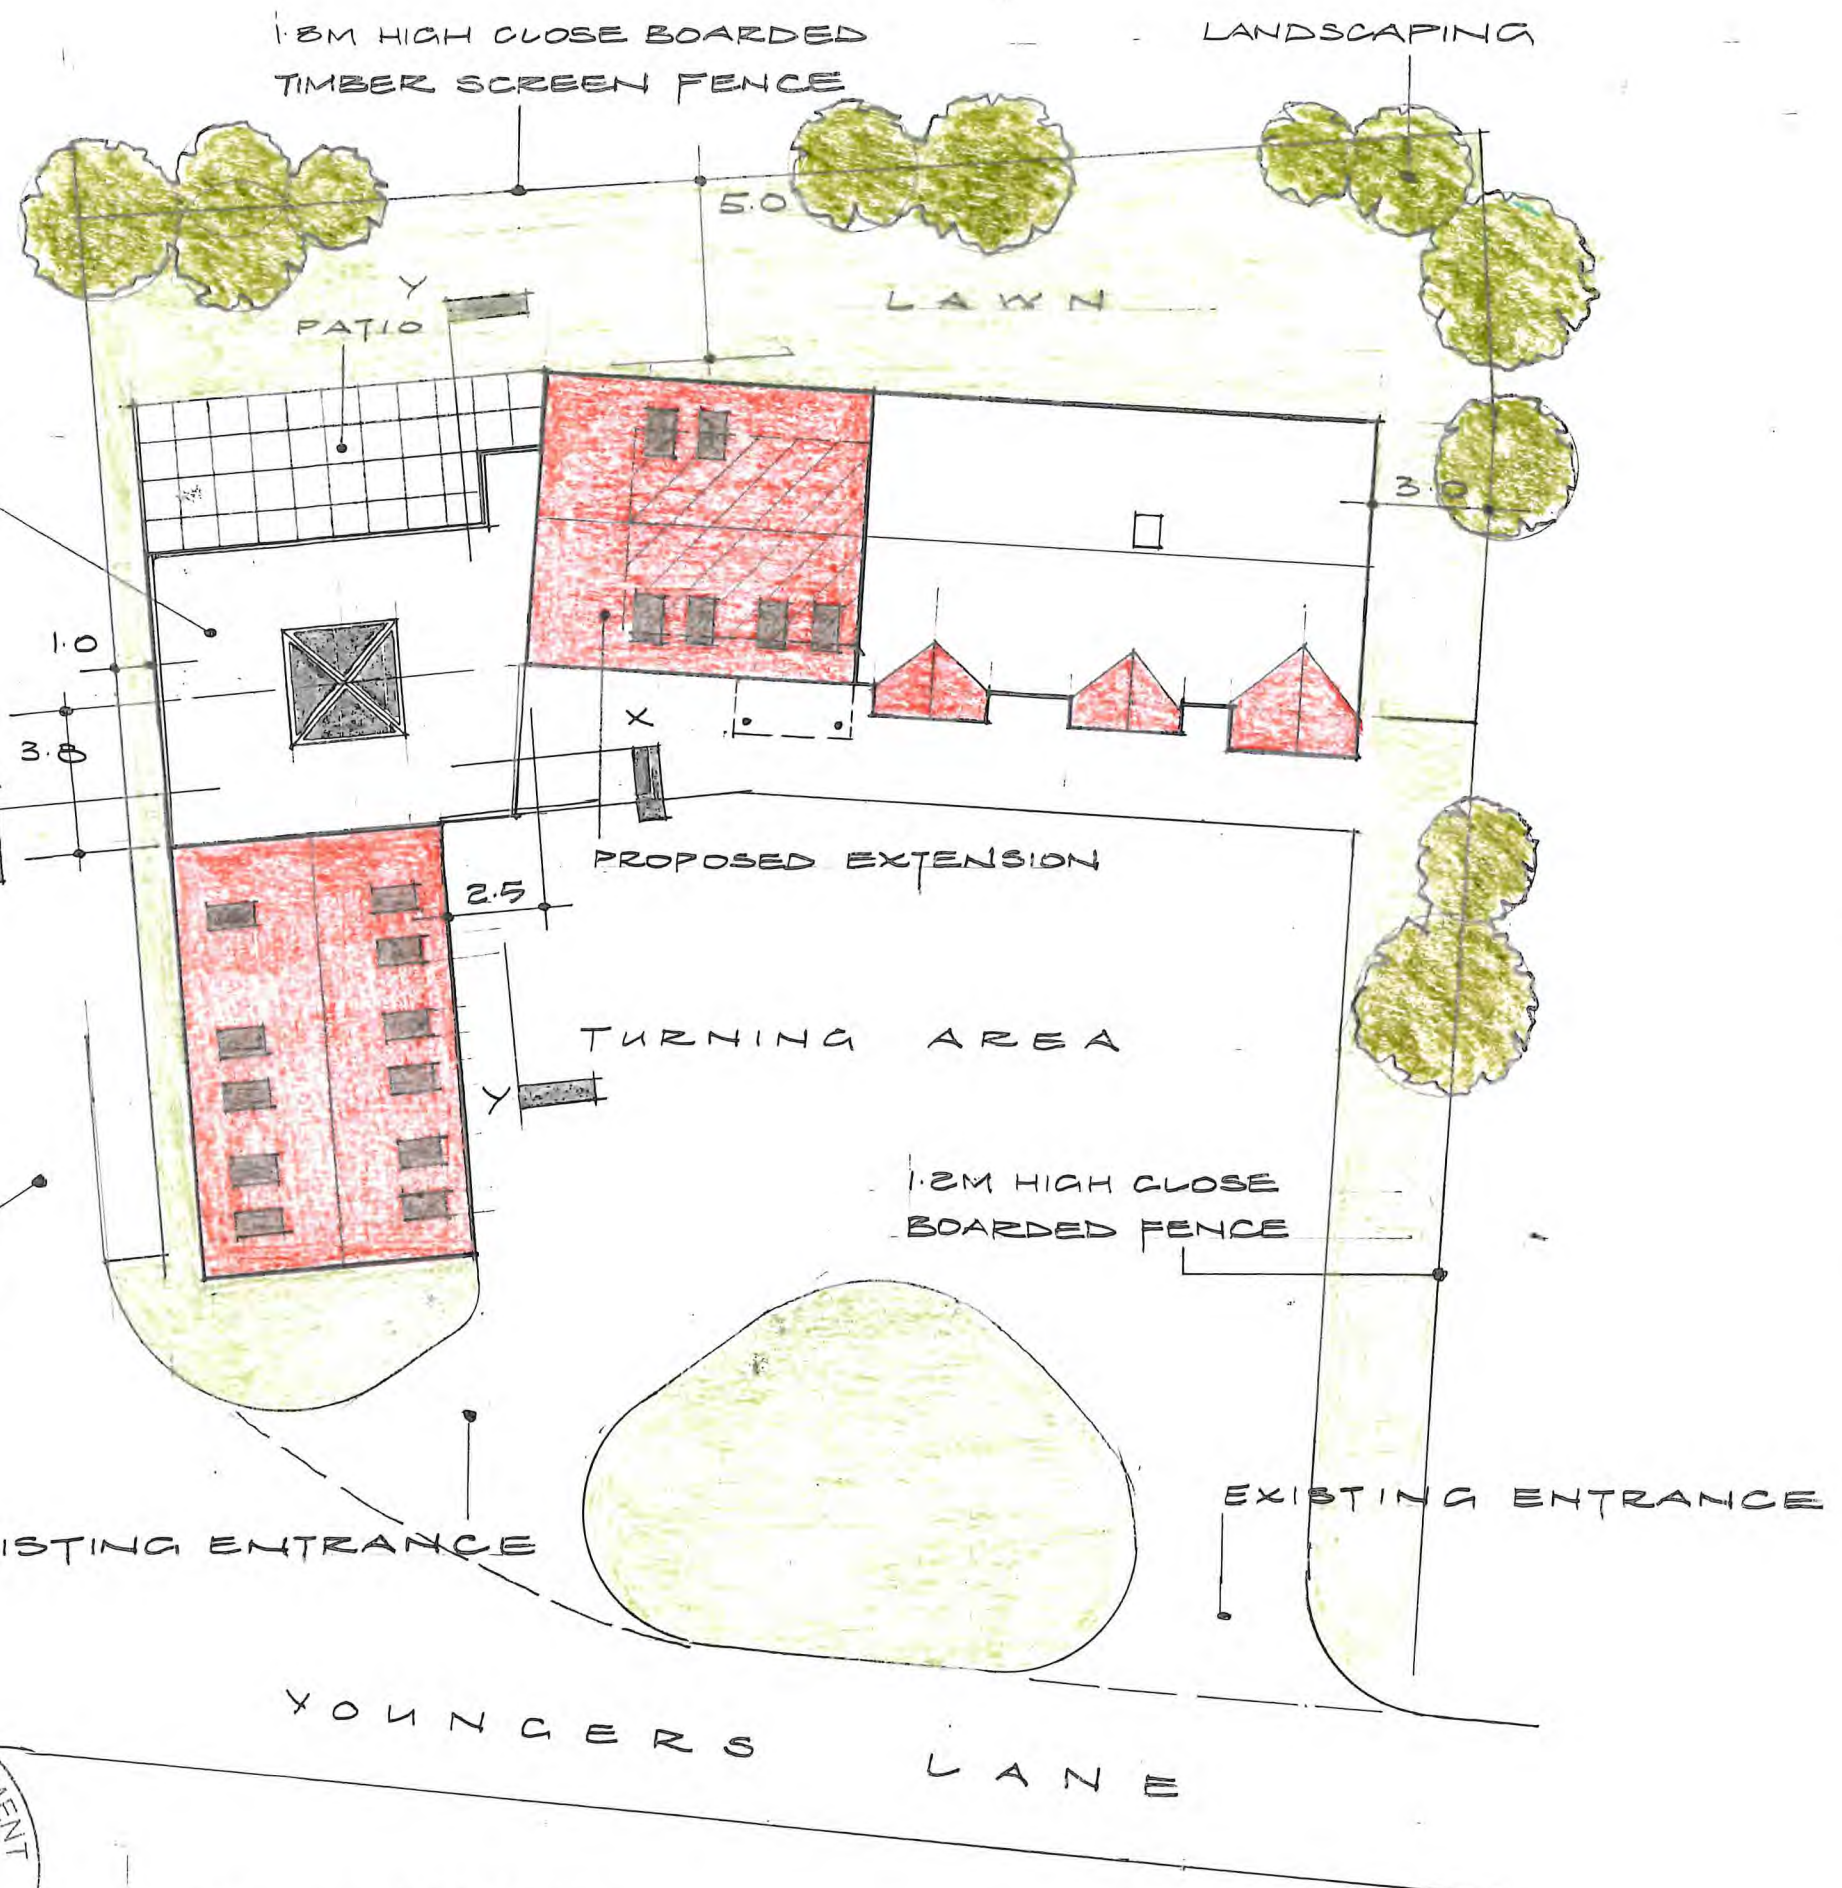 1.8M HIGH CLOSE BOARDED
TIMBER SCREEN FENCE
LANDSCAPING
5.0
Y
PATIO
LAWN
3.0
1.0
3.8
X
PROPOSED EXTENSION
2.5
TURNING AREA
Y
1.2M HIGH CLOSE
BOARDED FENCE
EXISTING ENTRANCE
ISTING ENTRANCE
YOUNGERS LANE
MENT